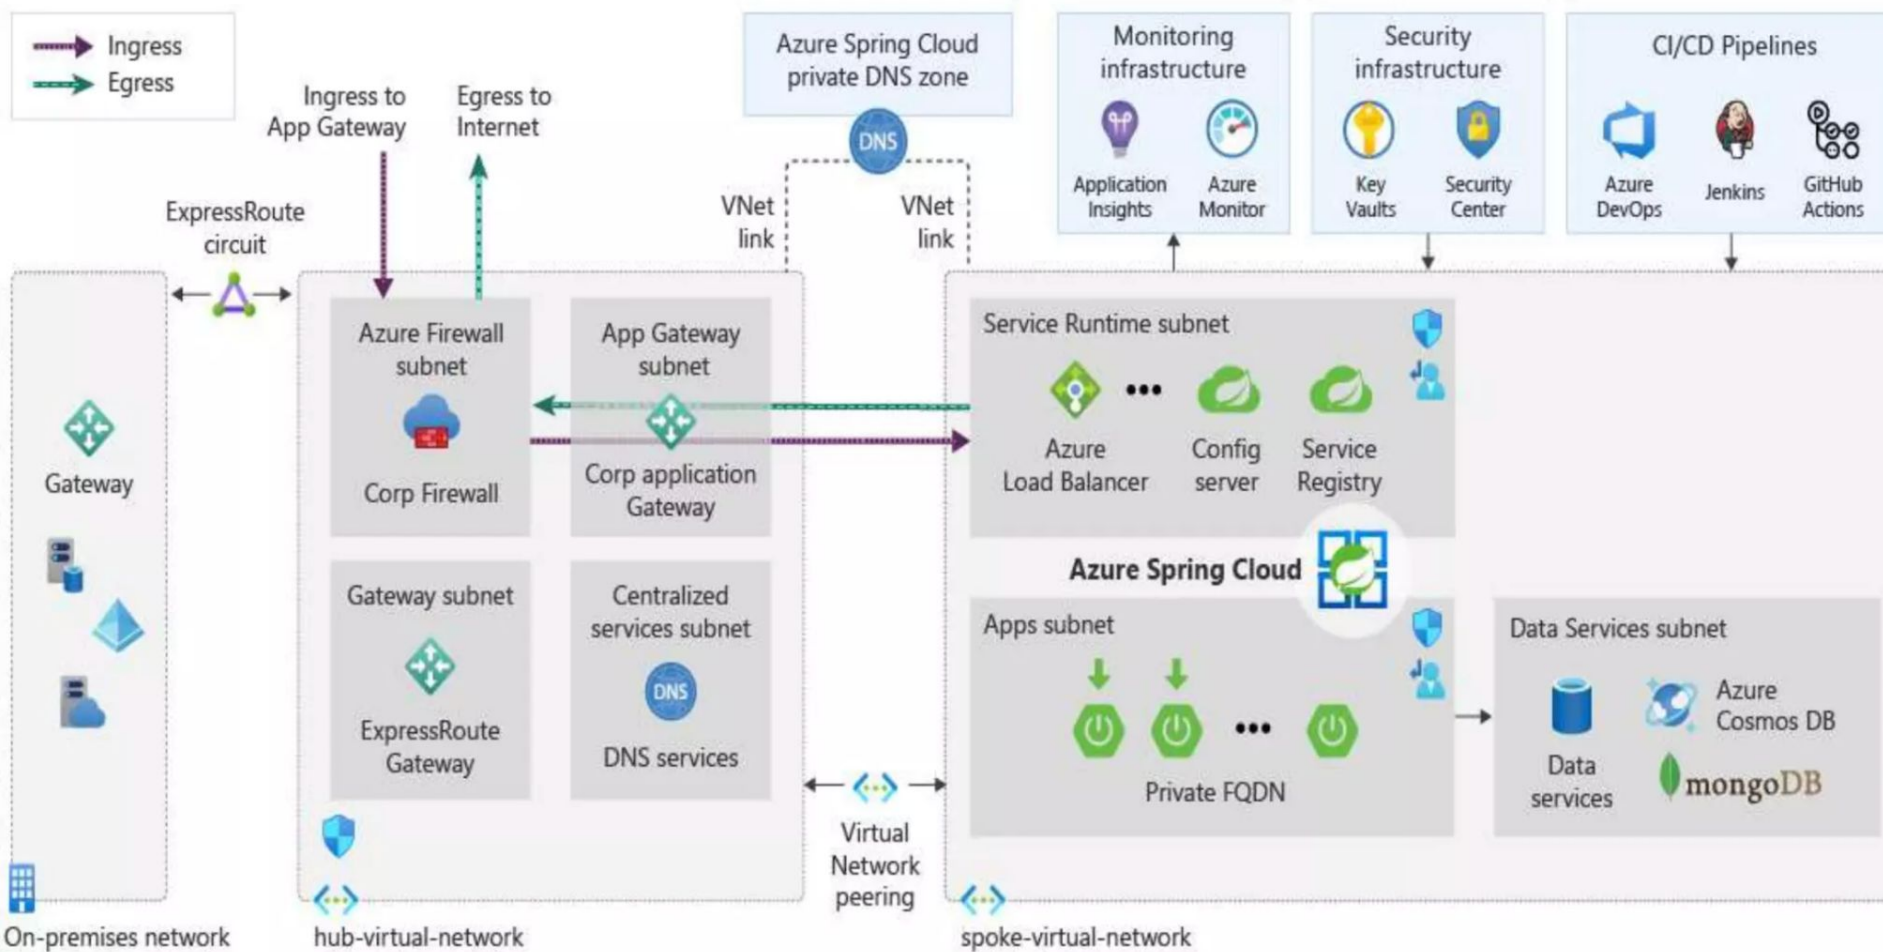 Ingress
Egress
Ingress to
App Gateway
Egress to
Internet
Azure Spring Cloud
private DNS zone
DNS
VNet
link
VNet
link
Monitoring
infrastructure
Application
Insights
Azure
Monitor
Security
infrastructure
Key
Vaults
Security
Center
CI/CD Pipelines
Azure
DevOps
Jenkins
GitHub
Actions
ExpressRoute
circuit
Gateway
On-premises network
Azure Firewall
subnet
Corp Firewall
App Gateway
subnet
Corp application
Gateway
Gateway subnet
ExpressRoute
Gateway
Centralized
services subnet
DNS
DNS services
hub-virtual-network
Virtual
Network
peering
Service Runtime subnet
Azure
Load Balancer
Config
server
Service
Registry
Azure Spring Cloud
Apps subnet
Private FQDN
Data Services subnet
Data
services
Azure
Cosmos DB
mongoDB
spoke-virtual-network